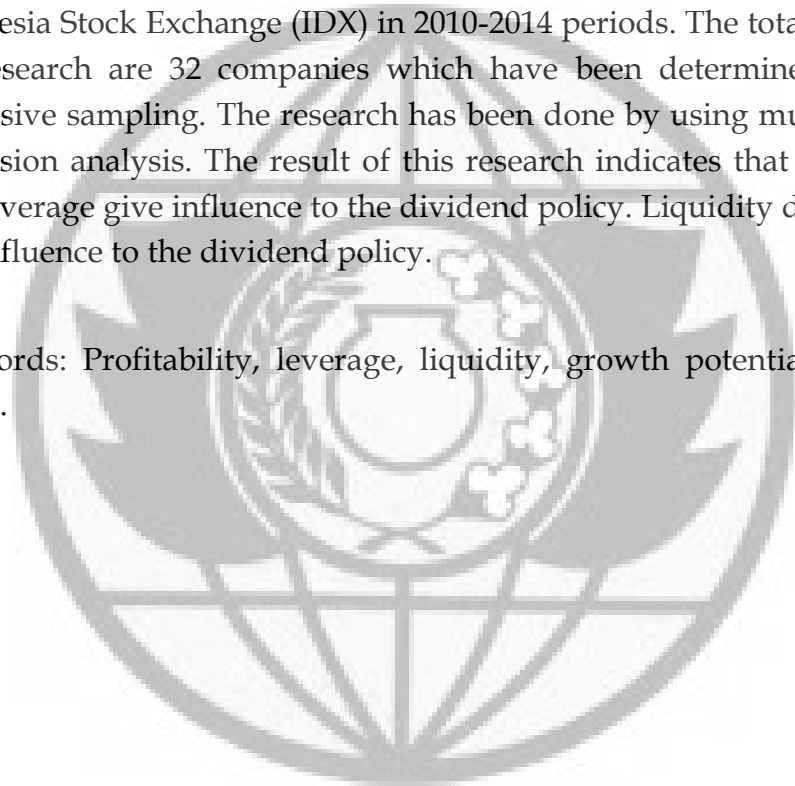 esia Stock Exchange (IDX) in 2010-2014 periods. The tota
esearch are 32 companies which have been determine
sive sampling. The research has been done by using mu
sion analysis. The result of this research indicates that
verage give influence to the dividend policy. Liquidity d
fluence to the dividend policy.
ords: Profitability, leverage, liquidity, growth potentia
.